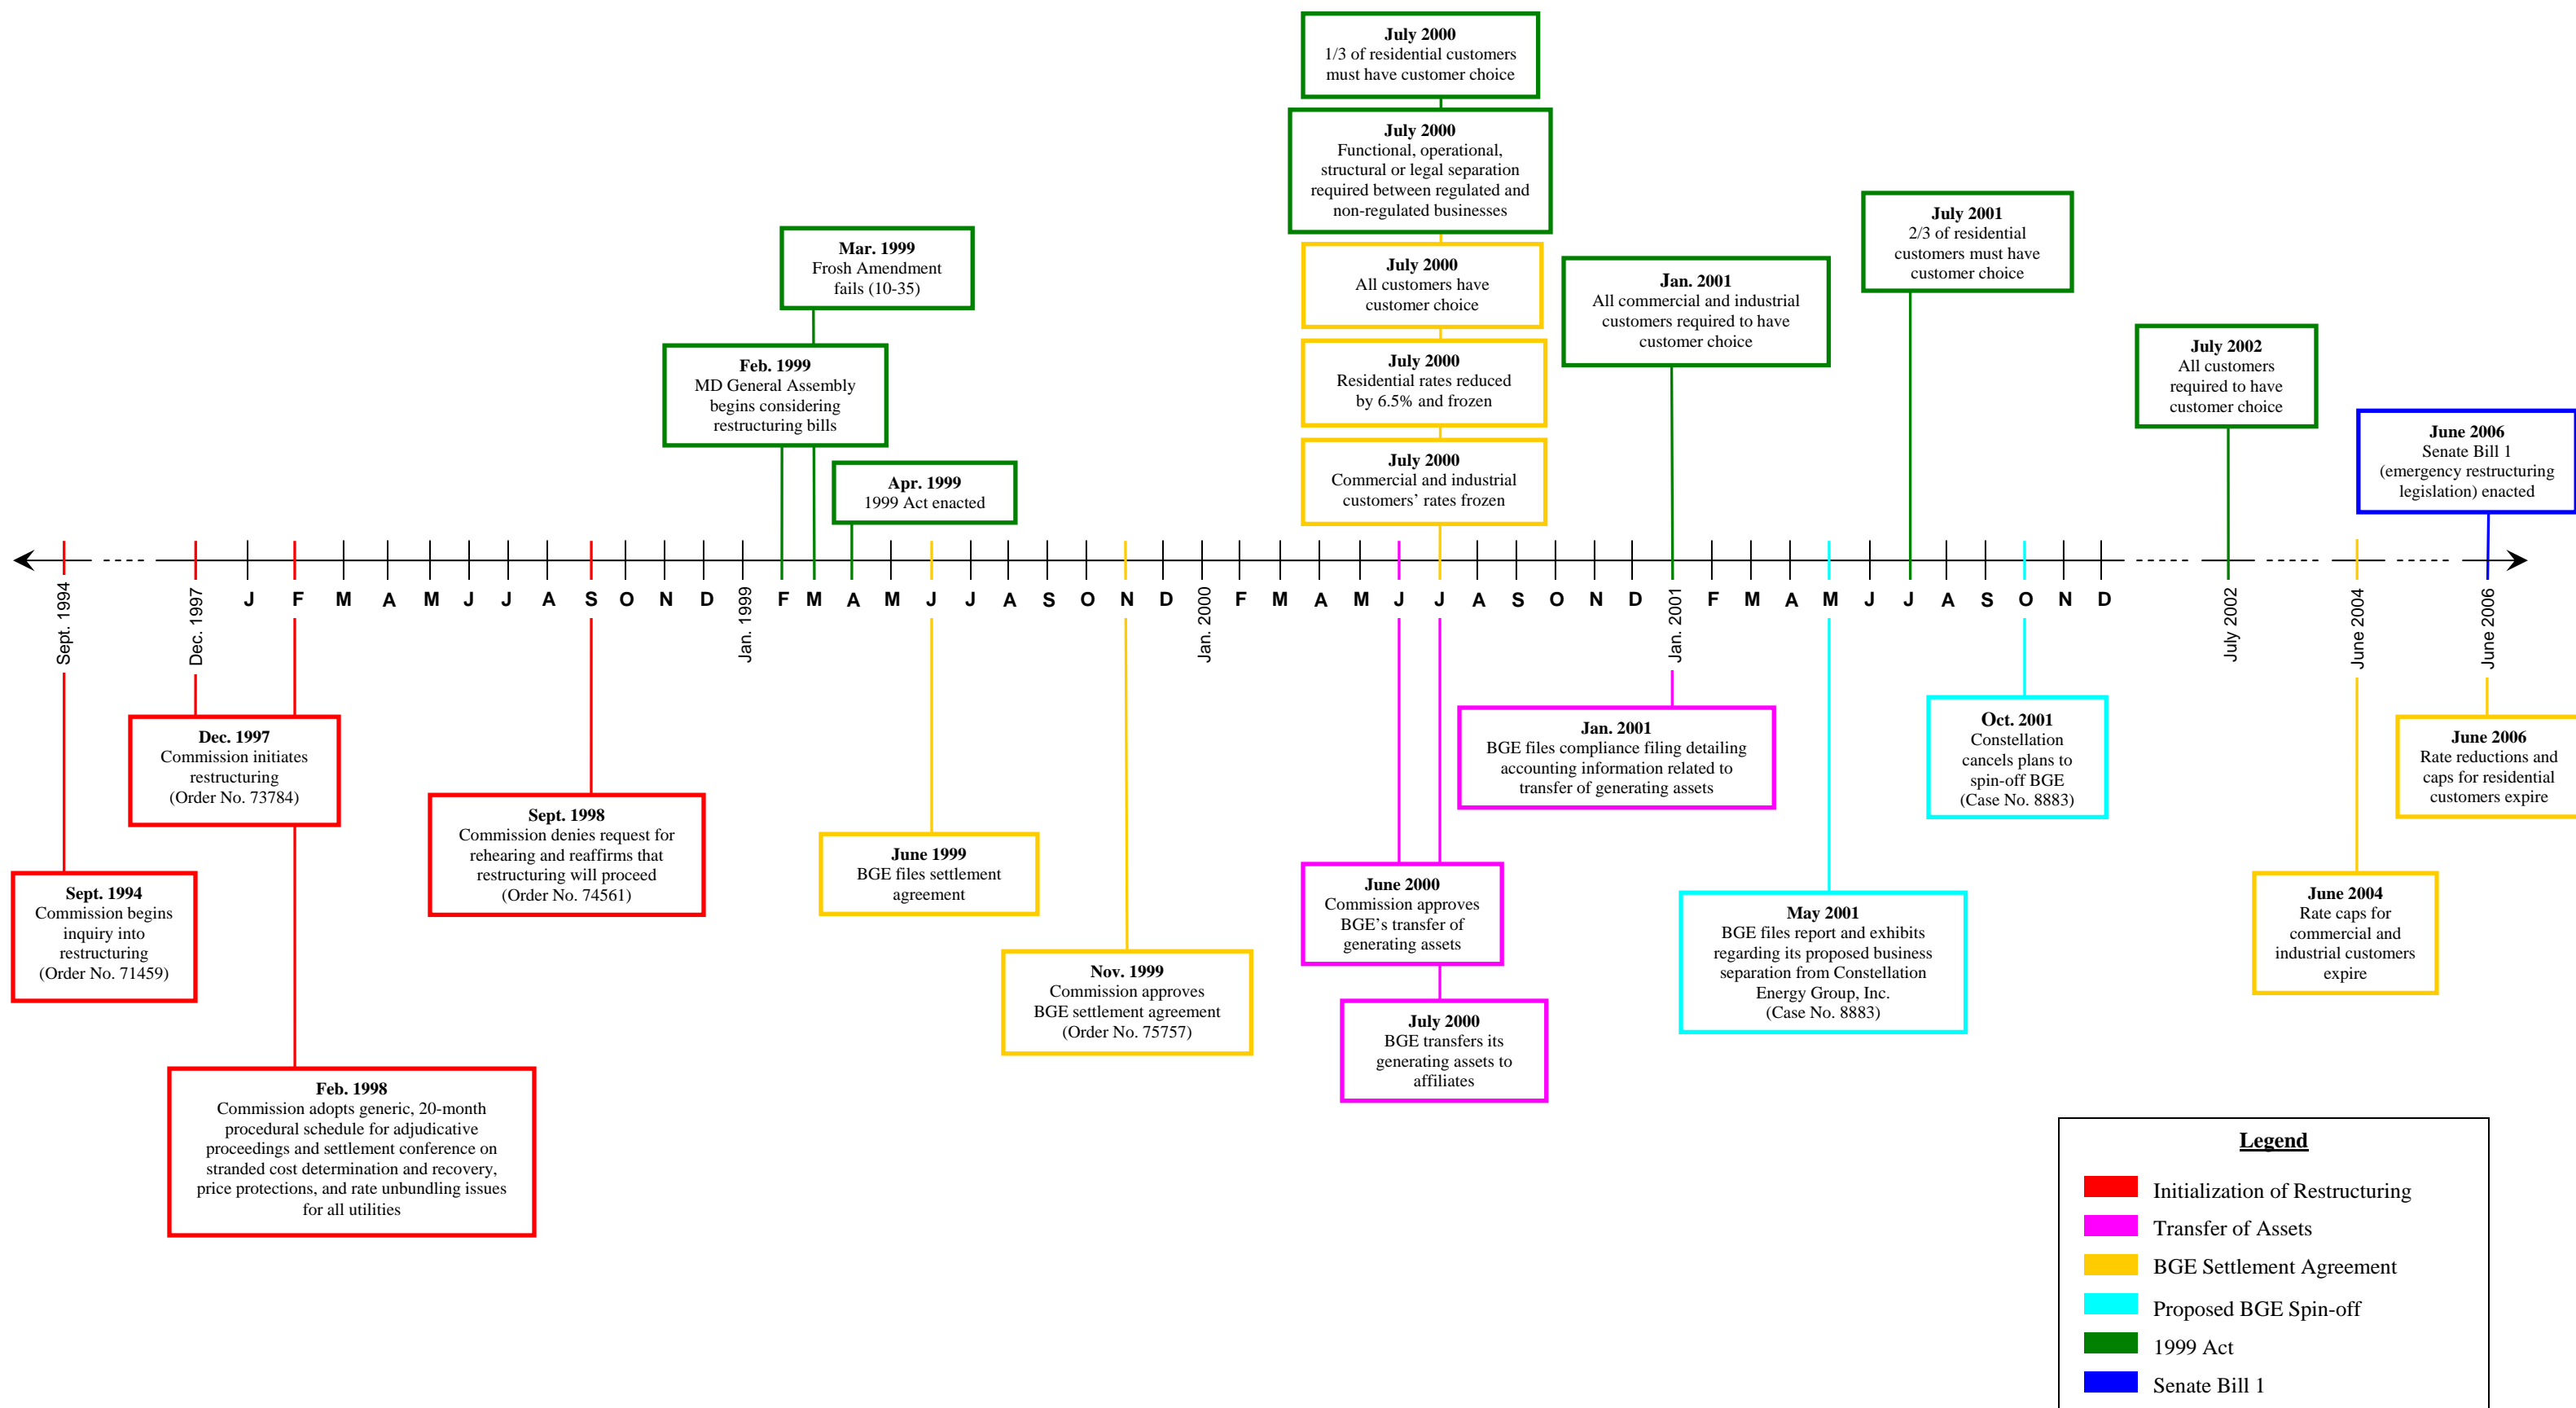 July 2000
1/3 of residential customers
must have customer choice
July 2000
Functional, operational,
structural or legal separation
required between regulated and
non-regulated businesses
July 2000
All customers have
customer choice
July 2000
Residential rates reduced
by 6.5% and frozen
July 2000
Commercial and industrial
customers’ rates frozen
Mar. 1999
Frosh Amendment
fails (10-35)
Feb. 1999
MD General Assembly
begins considering
restructuring bills
Apr. 1999
1999 Act enacted
Jan. 2001
All commercial and industrial
customers required to have
customer choice
July 2001
2/3 of residential
customers must have
customer choice
July 2002
All customers
required to have
customer choice
June 2006
Senate Bill 1
(emergency restructuring
legislation) enacted
Sept. 1994
Dec. 1997
J F M A M J J A S O N D
Jan. 1999
F M A M J J A S O N D
Jan. 2000
F M A M J J A S O N D
Jan. 2001
F M A M J J A S O N D
July 2002
June 2004
June 2006
Sept. 1994
Commission begins
inquiry into
restructuring
(Order No. 71459)
Dec. 1997
Commission initiates
restructuring
(Order No. 73784)
Feb. 1998
Commission adopts generic, 20-month
procedural schedule for adjudicative
proceedings and settlement conference on
stranded cost determination and recovery,
price protections, and rate unbundling issues
for all utilities
Sept. 1998
Commission denies request for
rehearing and reaffirms that
restructuring will proceed
(Order No. 74561)
June 1999
BGE files settlement
agreement
Nov. 1999
Commission approves
BGE settlement agreement
(Order No. 75757)
June 2000
Commission approves
BGE’s transfer of
generating assets
July 2000
BGE transfers its
generating assets to
affiliates
Jan. 2001
BGE files compliance filing detailing
accounting information related to
transfer of generating assets
May 2001
BGE files report and exhibits
regarding its proposed business
separation from Constellation
Energy Group, Inc.
(Case No. 8883)
Oct. 2001
Constellation
cancels plans to
spin-off BGE
(Case No. 8883)
June 2004
Rate caps for
commercial and
industrial customers
expire
June 2006
Rate reductions and
caps for residential
customers expire
Legend
Initialization of Restructuring
Transfer of Assets
BGE Settlement Agreement
Proposed BGE Spin-off
1999 Act
Senate Bill 1